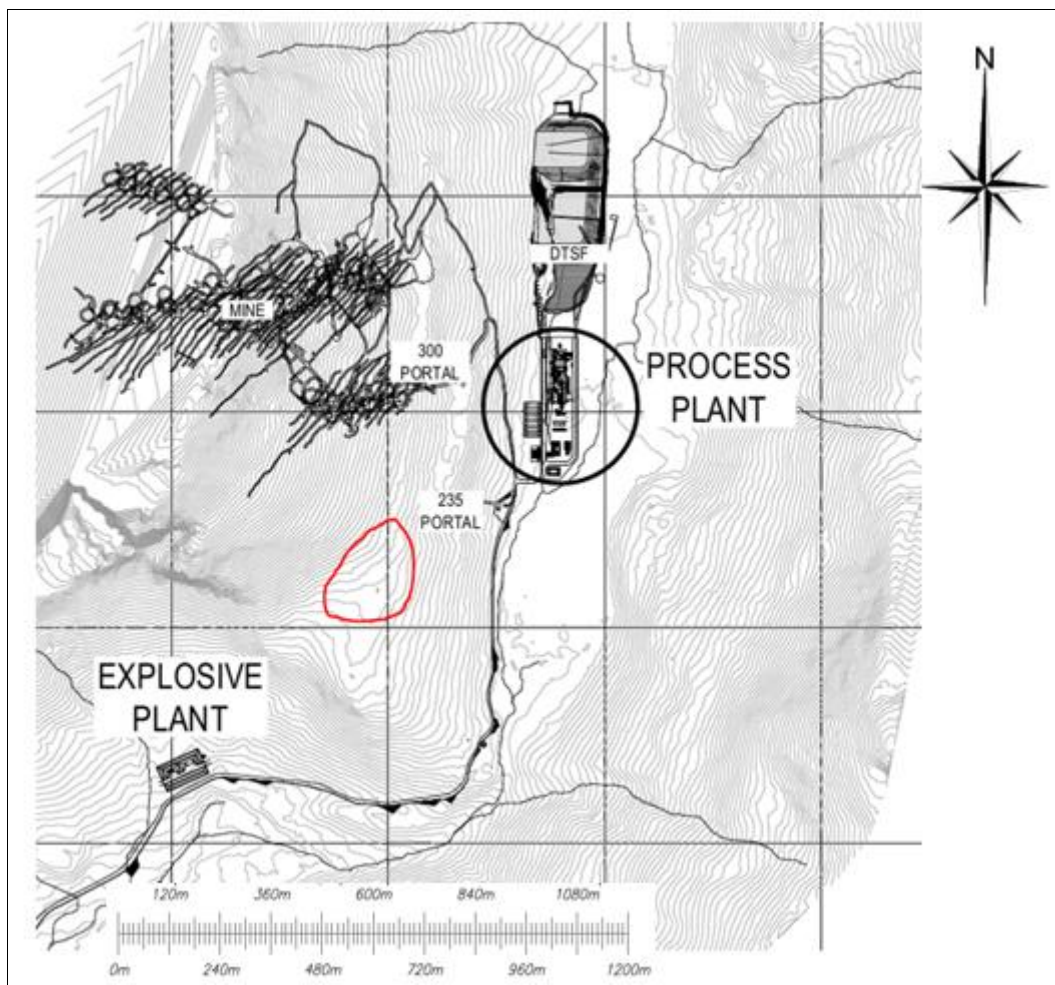 N
DTSF
MINE
300
PORTAL
PROCESS
PLANT
235
PORTAL
EXPLOSIVE
PLANT
120m 360m 600m 840m 1080m
0m 240m 480m 720m 960m 1200m